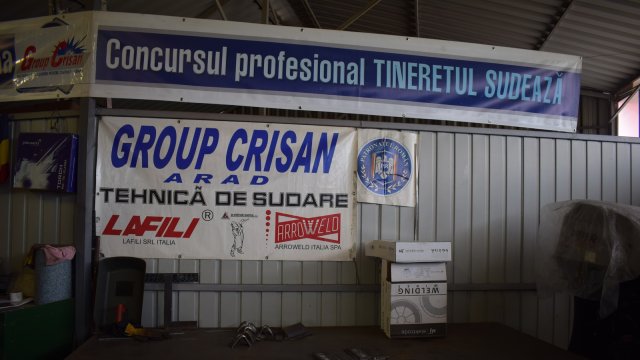 Group Crisan
Concursul profesional TINERETUL SUDEAZĂ
GROUP CRISAN
ARAD
TEHNICĂ DE SUDARE
LAFILI®
LAFILI SRL ITALIA
ARROWELD
ARROWELD ITALIA SPA
WELDING